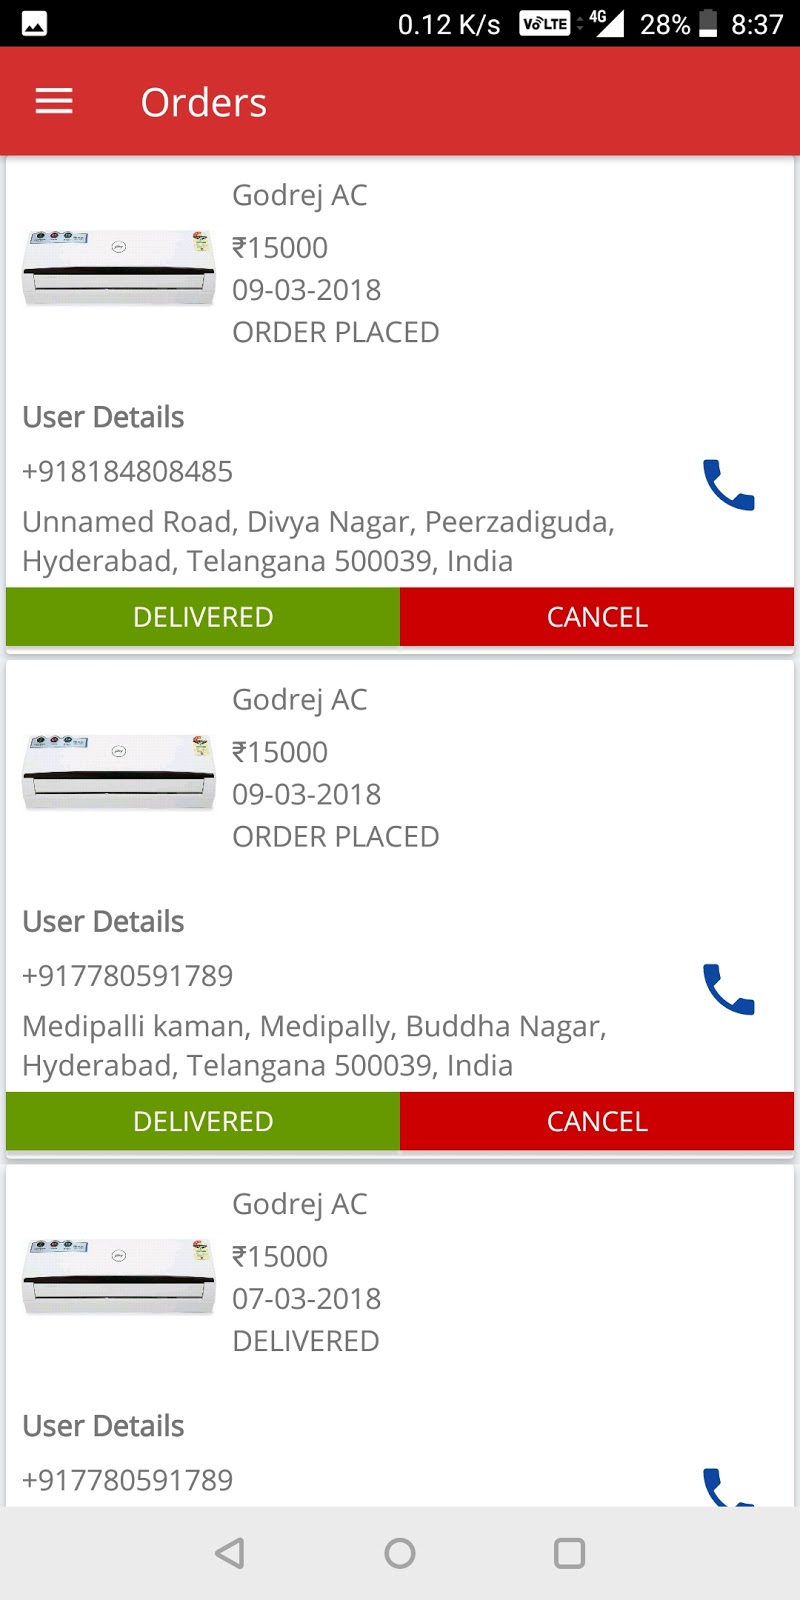 0.12 K/s VoLTE 4G 28% 8:37
Orders
Godrej AC
₹15000
09-03-2018
ORDER PLACED
User Details
+918184808485
Unnamed Road, Divya Nagar, Peerzadiguda,
Hyderabad, Telangana 500039, India
DELIVERED CANCEL
Godrej AC
₹15000
09-03-2018
ORDER PLACED
User Details
+917780591789
Medipalli kaman, Medipally, Buddha Nagar,
Hyderabad, Telangana 500039, India
DELIVERED CANCEL
Godrej AC
₹15000
07-03-2018
DELIVERED
User Details
+917780591789